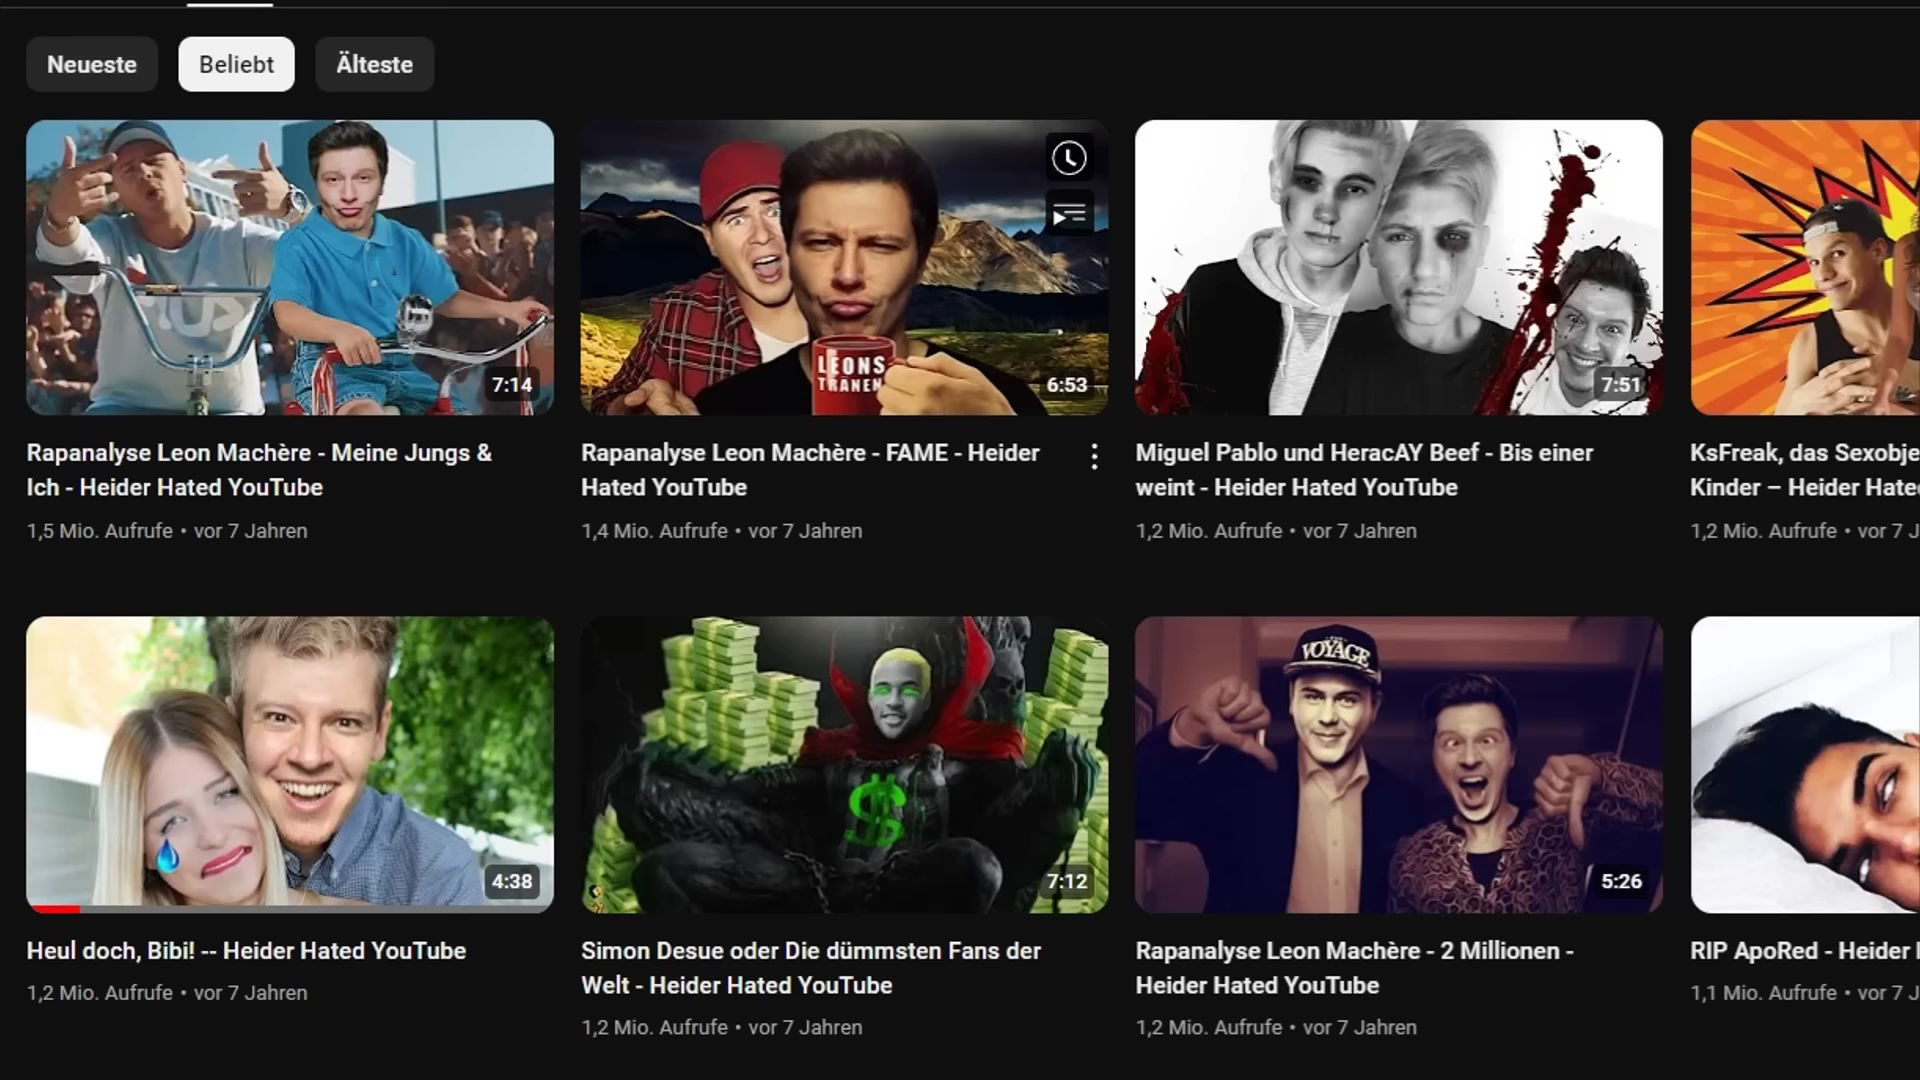 Neueste
Beliebt
Älteste
LEONS
TRÄNEN
VOYAGE
$
7:14
6:53
7:51
Rapanalyse Leon Machère - Meine Jungs &
Ich - Heider Hated YouTube
1,5 Mio. Aufrufe • vor 7 Jahren
Rapanalyse Leon Machère - FAME - Heider
Hated YouTube
1,4 Mio. Aufrufe • vor 7 Jahren
Miguel Pablo und HeracAY Beef - Bis einer
weint - Heider Hated YouTube
1,2 Mio. Aufrufe • vor 7 Jahren
KsFreak, das Sexobje
Kinder – Heider Hate
1,2 Mio. Aufrufe • vor 7 J
4:38
7:12
5:26
Heul doch, Bibi! -- Heider Hated YouTube
1,2 Mio. Aufrufe • vor 7 Jahren
Simon Desue oder Die dümmsten Fans der
Welt - Heider Hated YouTube
1,2 Mio. Aufrufe • vor 7 Jahren
Rapanalyse Leon Machère - 2 Millionen -
Heider Hated YouTube
1,2 Mio. Aufrufe • vor 7 Jahren
RIP ApoRed - Heider
1,1 Mio. Aufrufe • vor 7 J